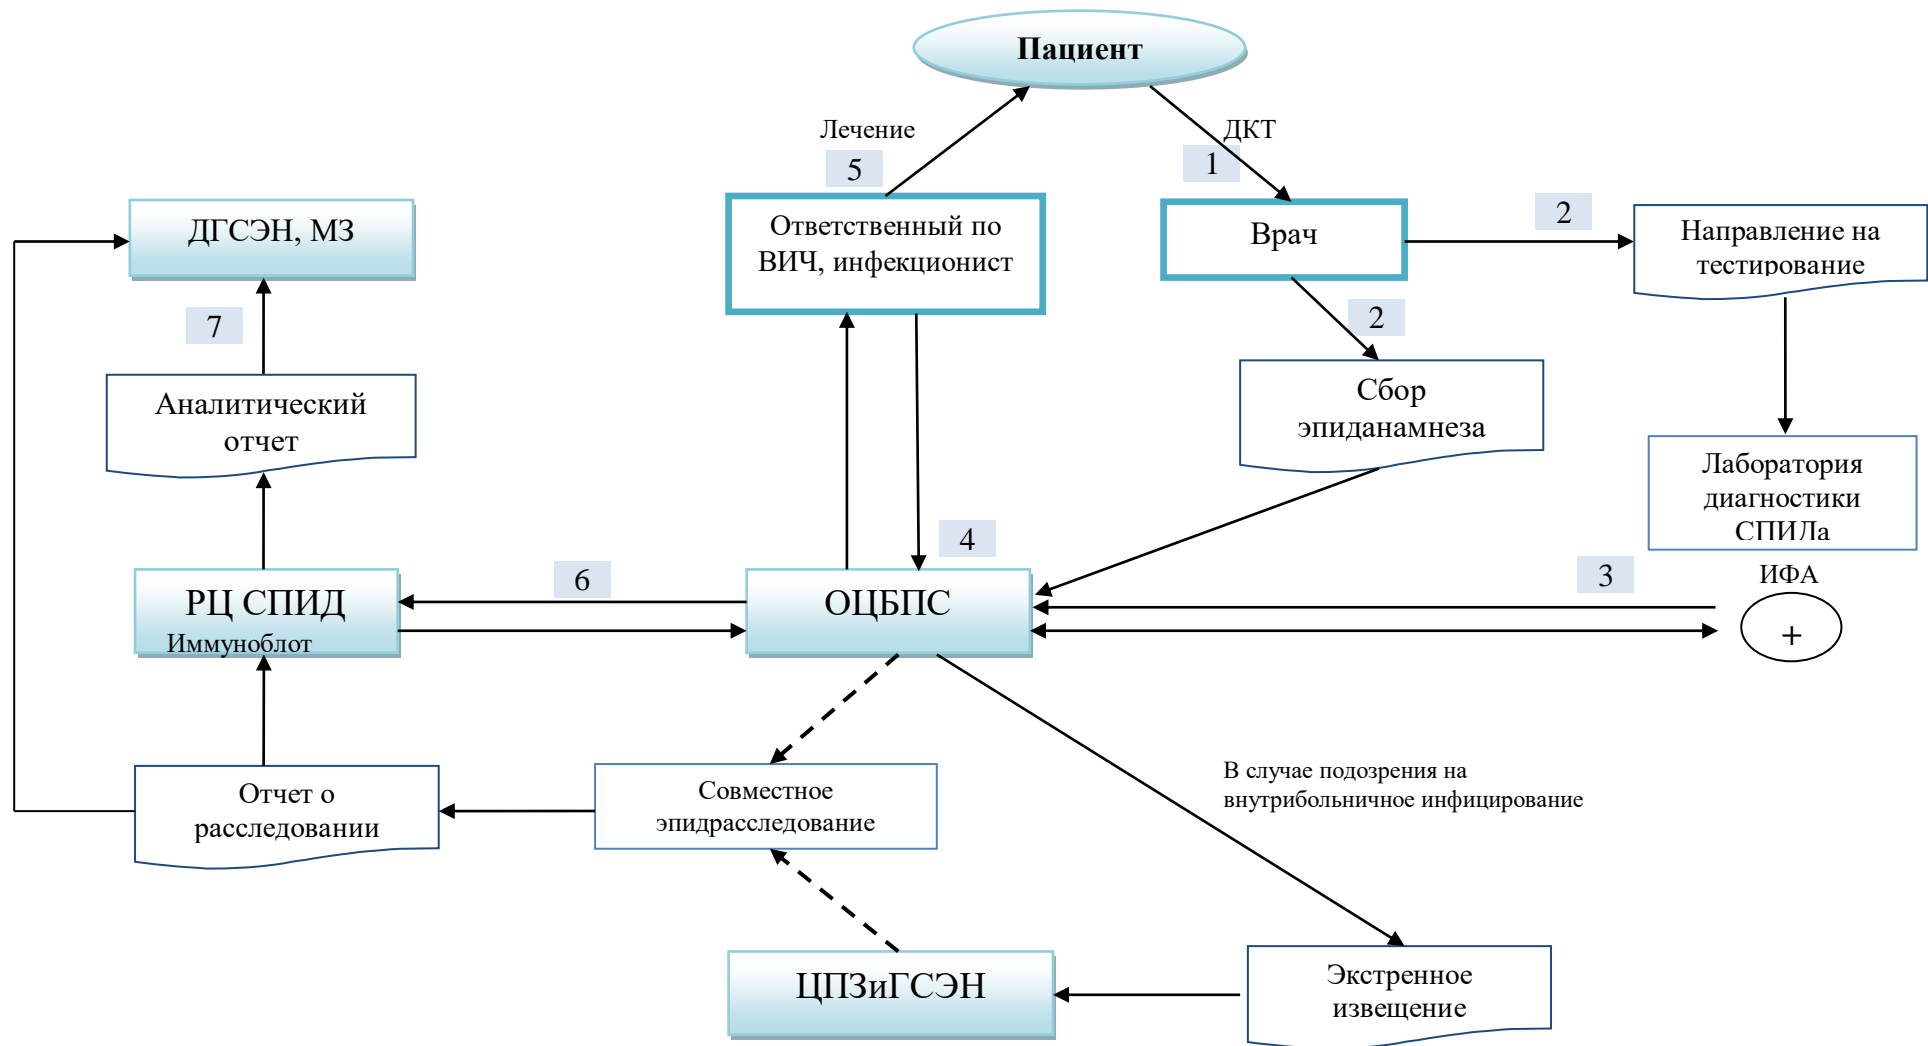 Пациент
Лечение
ДКТ
5
1
ДГСЭН, МЗ
Ответственный по
ВИЧ, инфекционист
Врач
2
Направление на
тестирование
7
2
Аналитический
отчет
Сбор
эпиданамнеза
Лаборатория
диагностики
СПИДа
4
6
3
ИФА
РЦ СПИД
Иммуноблот
ОЦБПС
+
Отчет о
расследовании
Совместное
эпидрасследование
В случае подозрения на
внутрибольничное инфицирование
ЦПЗиГСЭН
Экстренное
извещение